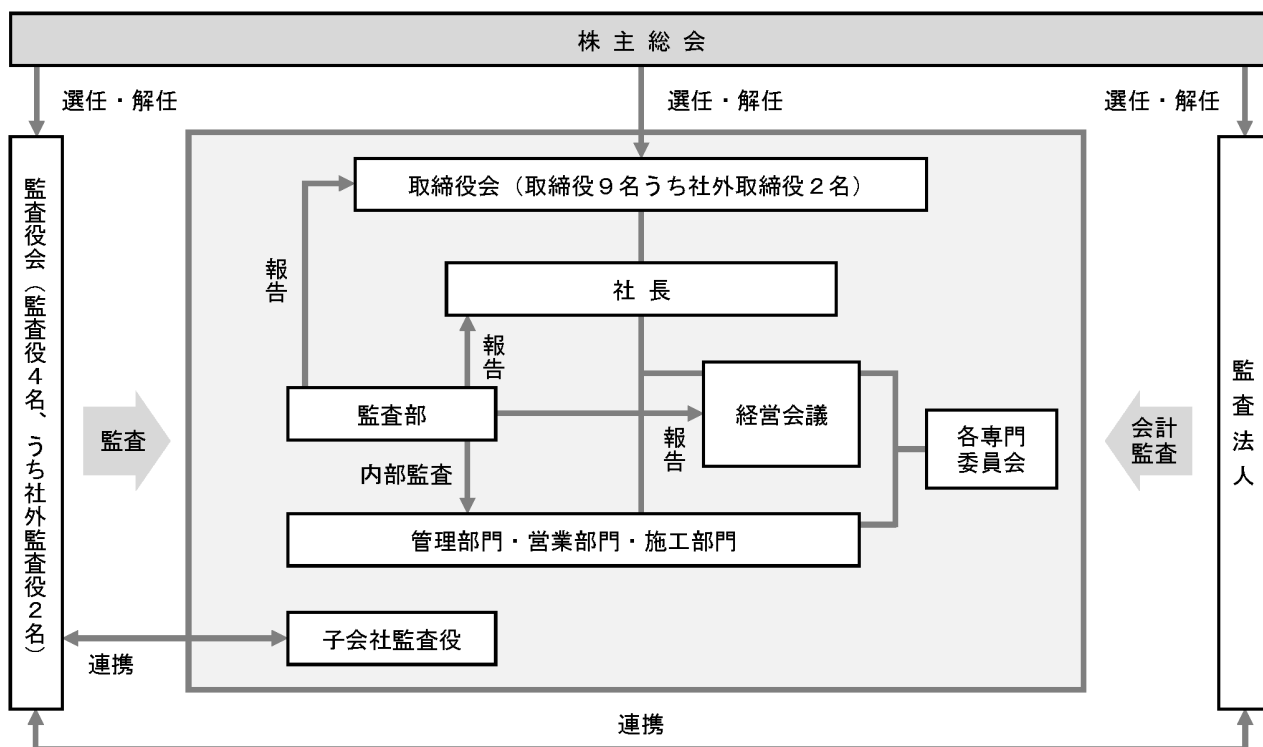 株主総会
選任・解任
選任・解任
選任・解任
監査役会（監査役４名、うち社外監査役２名）
取締役会（取締役９名うち社外取締役２名）
報告
社長
報告
監査部
報告
経営会議
各専門
委員会
監査
会計
監査
監査法人
内部監査
管理部門・営業部門・施工部門
子会社監査役
連携
連携